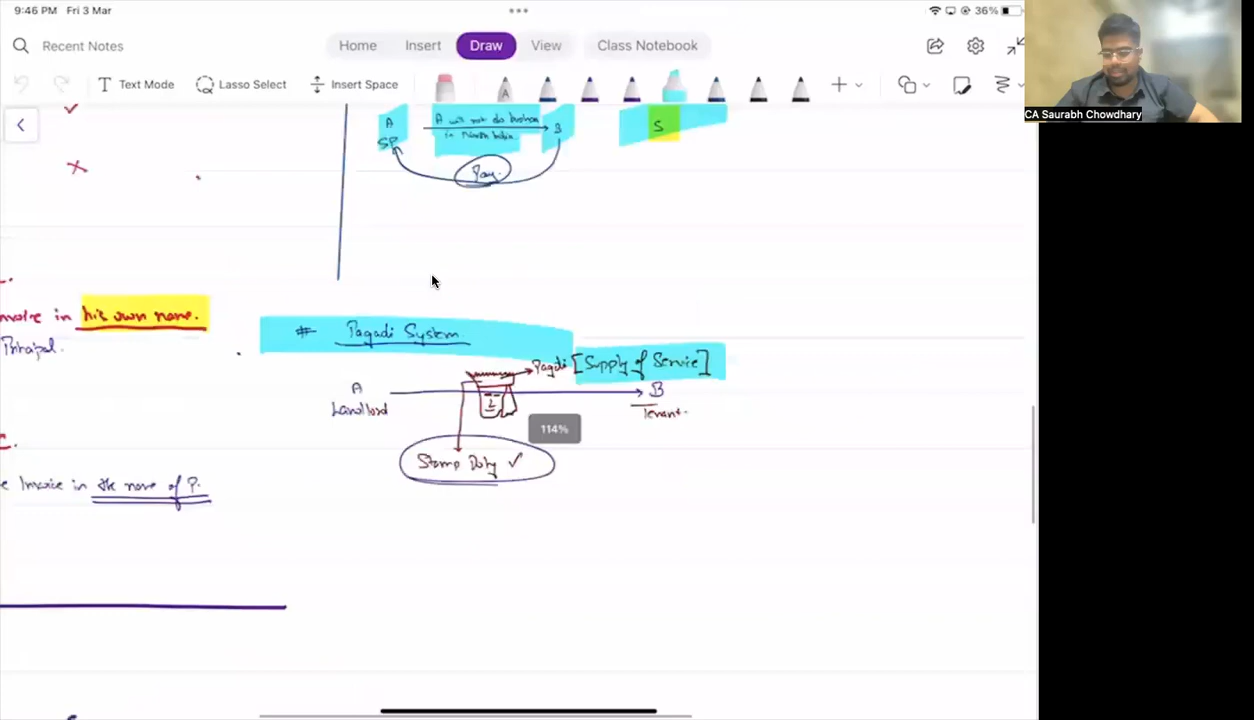 9:46 PM Fri 3 Mar
36%
Recent Notes
Home Insert Draw View Class Notebook
Text Mode Lasso Select Insert Space
CA Saurabh Chowdhary
A A will not do business B S
SP in North India
Pay
his own name.
in
# Pagadi System
Pagdi [Supply of Service]
A B
Landlord Tenant.
114%
Stamp Duty ✓
Invoice in the name of P.